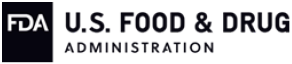 FDA
U.S. FOOD & DRUG
ADMINISTRATION